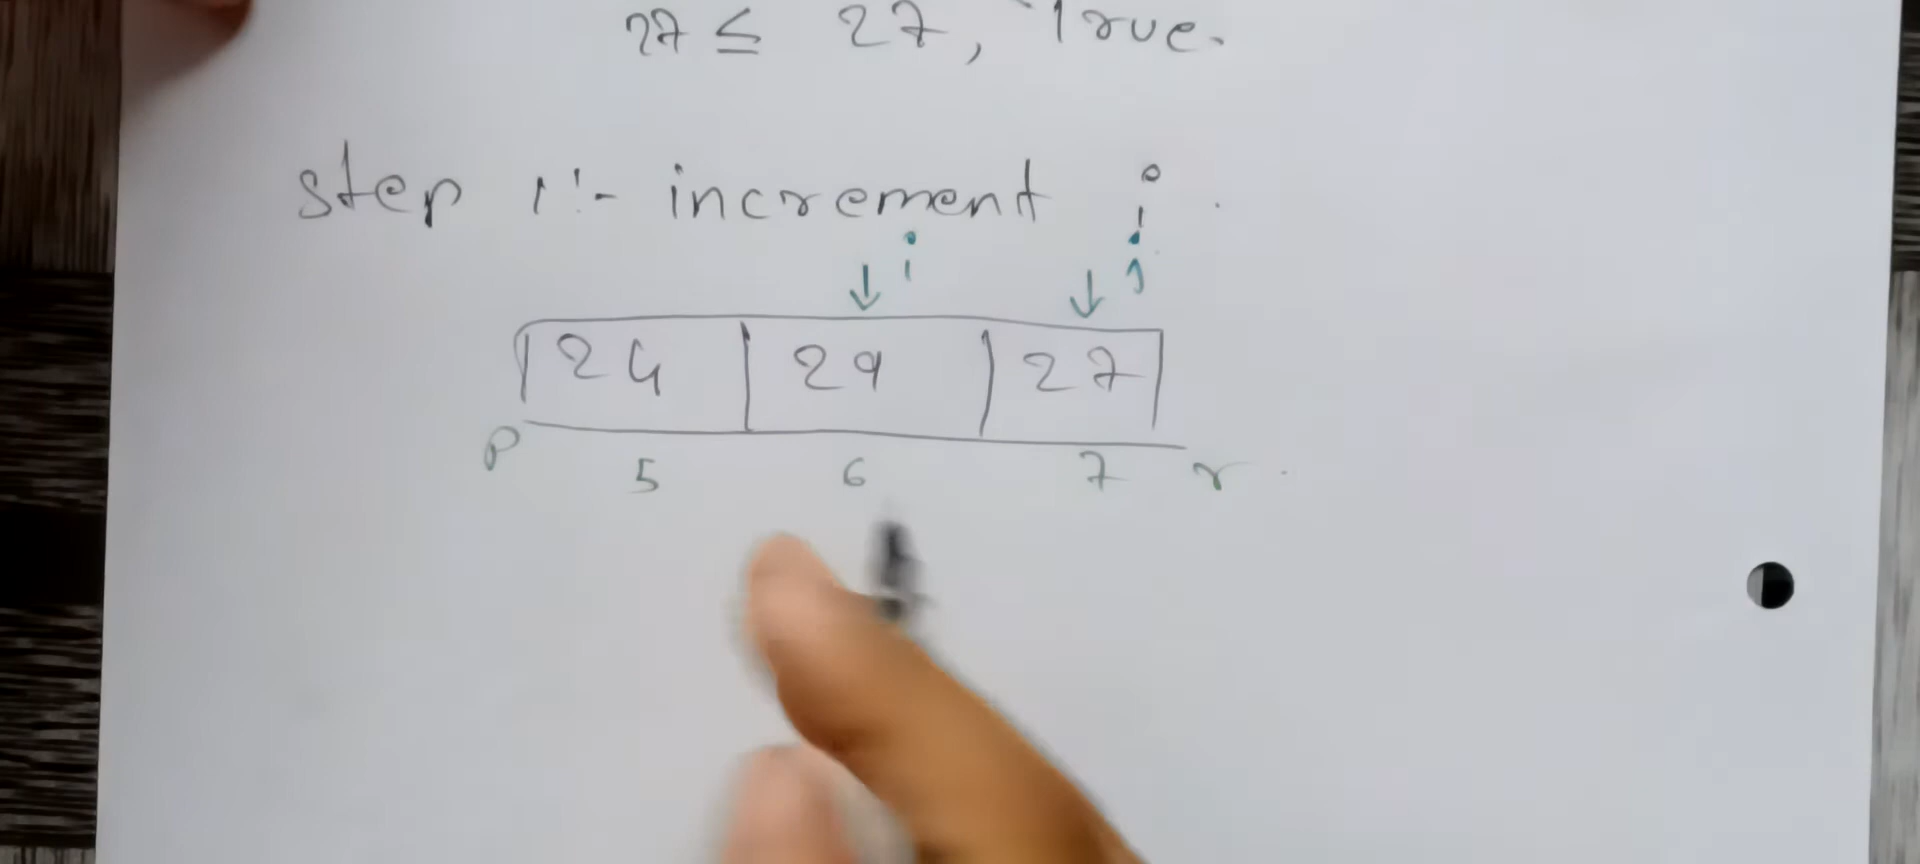 27 ≤ 27, True.
step 1:- increment i.
i j
24 29 27
p 5 6 7 r.